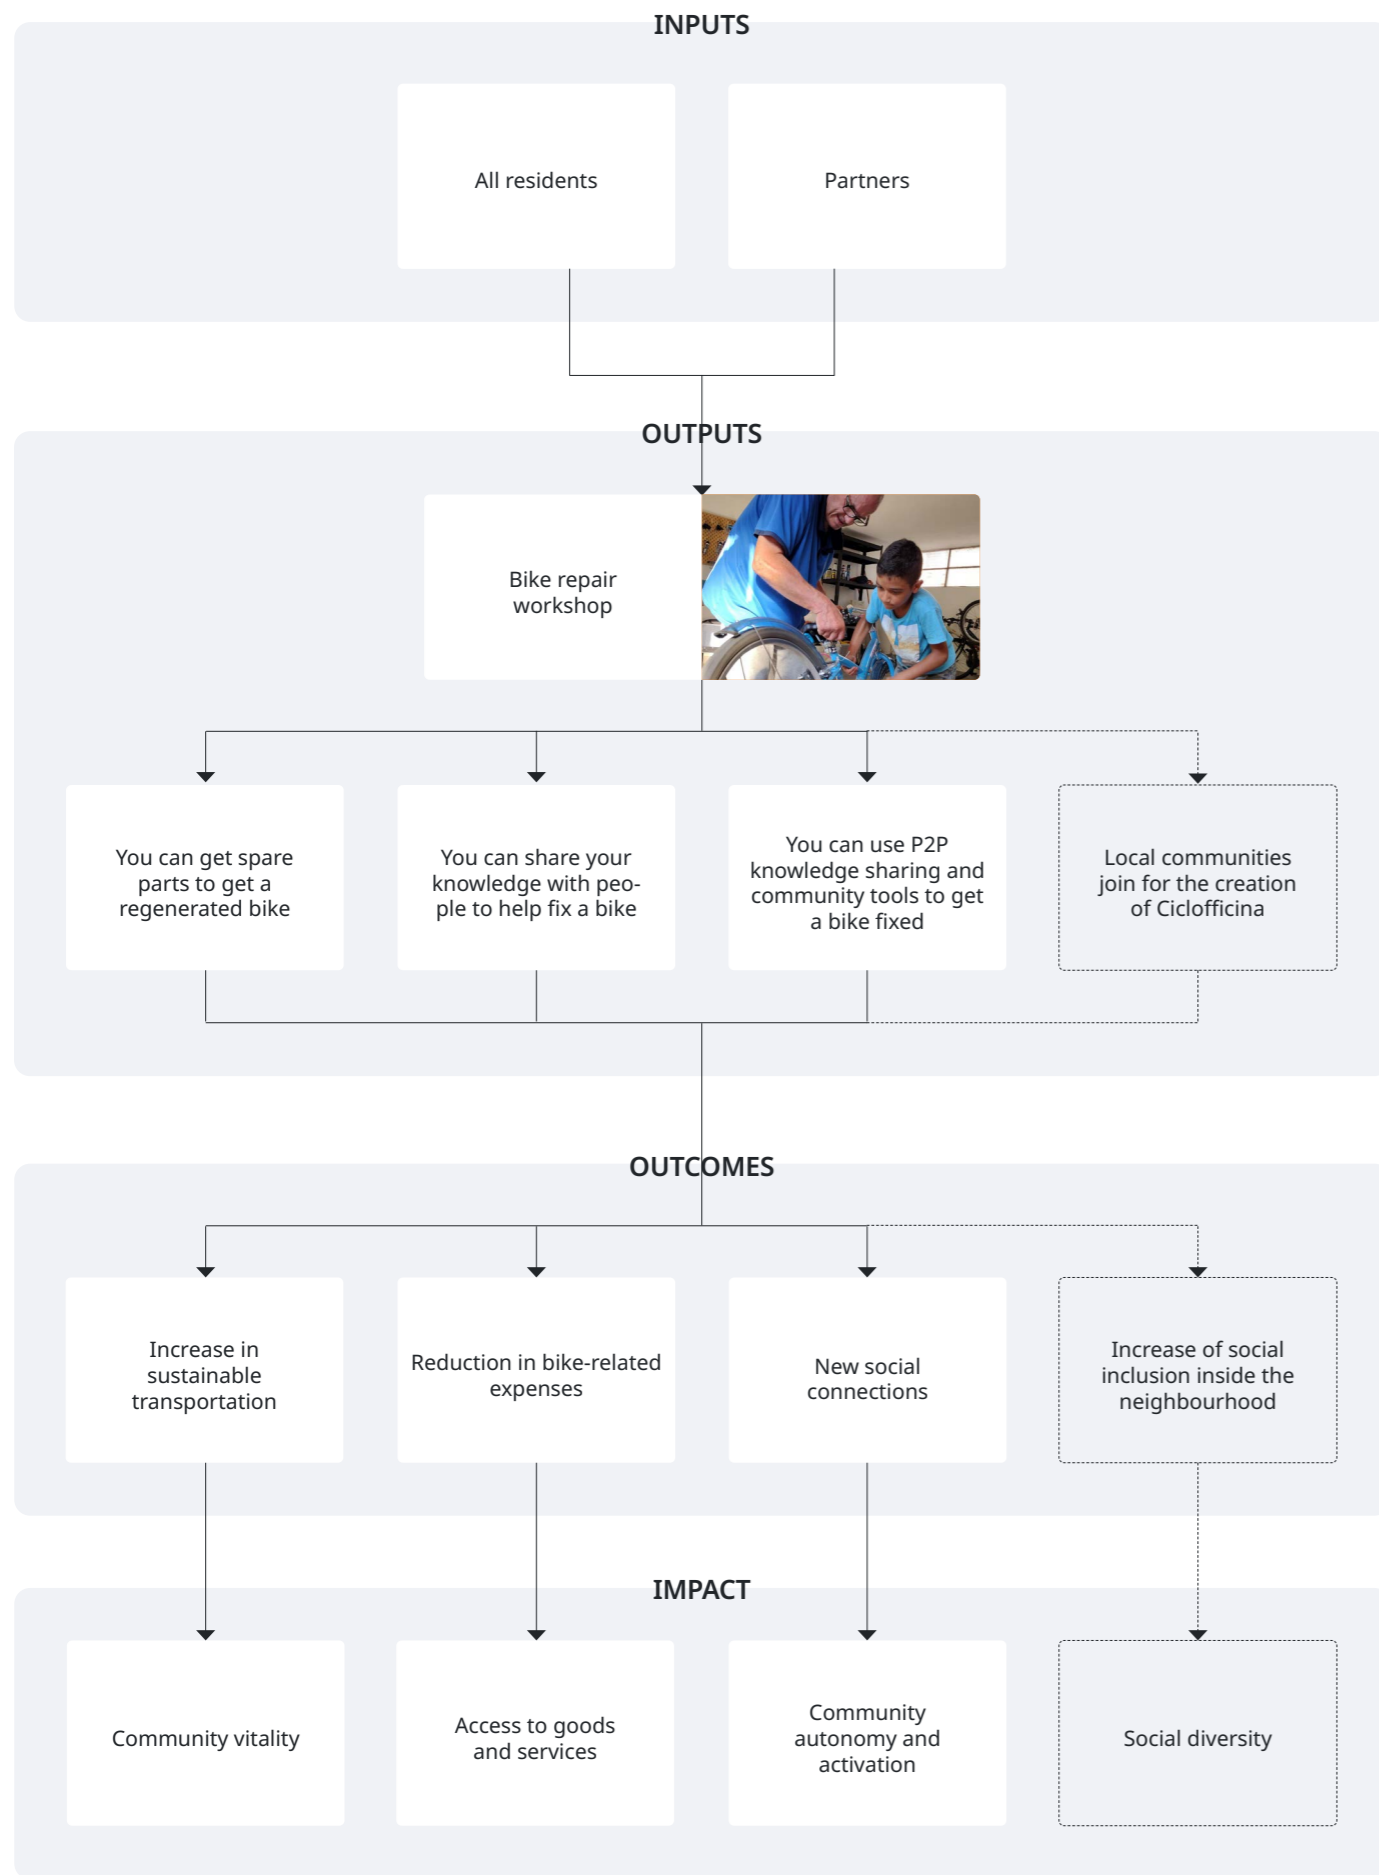 INPUTS
All residents
Partners
OUTPUTS
Bike repair
workshop
You can get spare
parts to get a
regenerated bike
You can share your
knowledge with peo-
ple to help fix a bike
You can use P2P
knowledge sharing and
community tools to get
a bike fixed
Local communities
join for the creation
of Ciclofficina
OUTCOMES
Increase in
sustainable
transportation
Reduction in bike-related
expenses
New social
connections
Increase of social
inclusion inside the
neighbourhood
IMPACT
Community vitality
Access to goods
and services
Community
autonomy and
activation
Social diversity